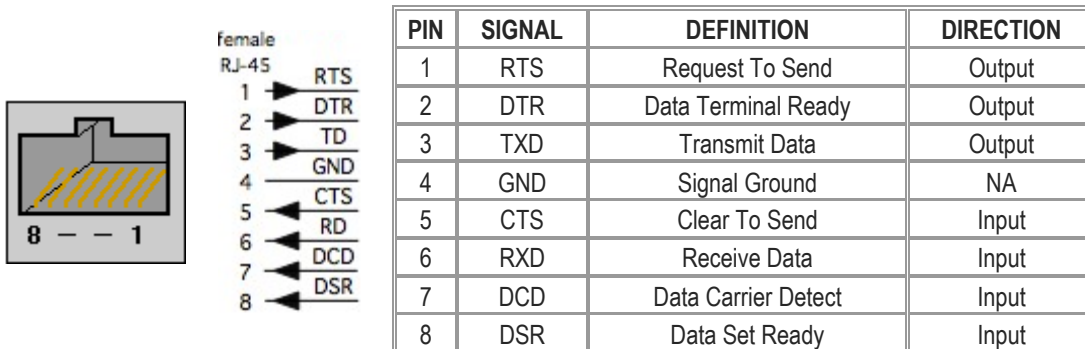 8 – – 1
female
RJ-45
1 RTS
2 DTR
3 TD
4 GND
5 CTS
6 RD
7 DCD
8 DSR
PIN SIGNAL DEFINITION DIRECTION
1 RTS Request To Send Output
2 DTR Data Terminal Ready Output
3 TXD Transmit Data Output
4 GND Signal Ground NA
5 CTS Clear To Send Input
6 RXD Receive Data Input
7 DCD Data Carrier Detect Input
8 DSR Data Set Ready Input